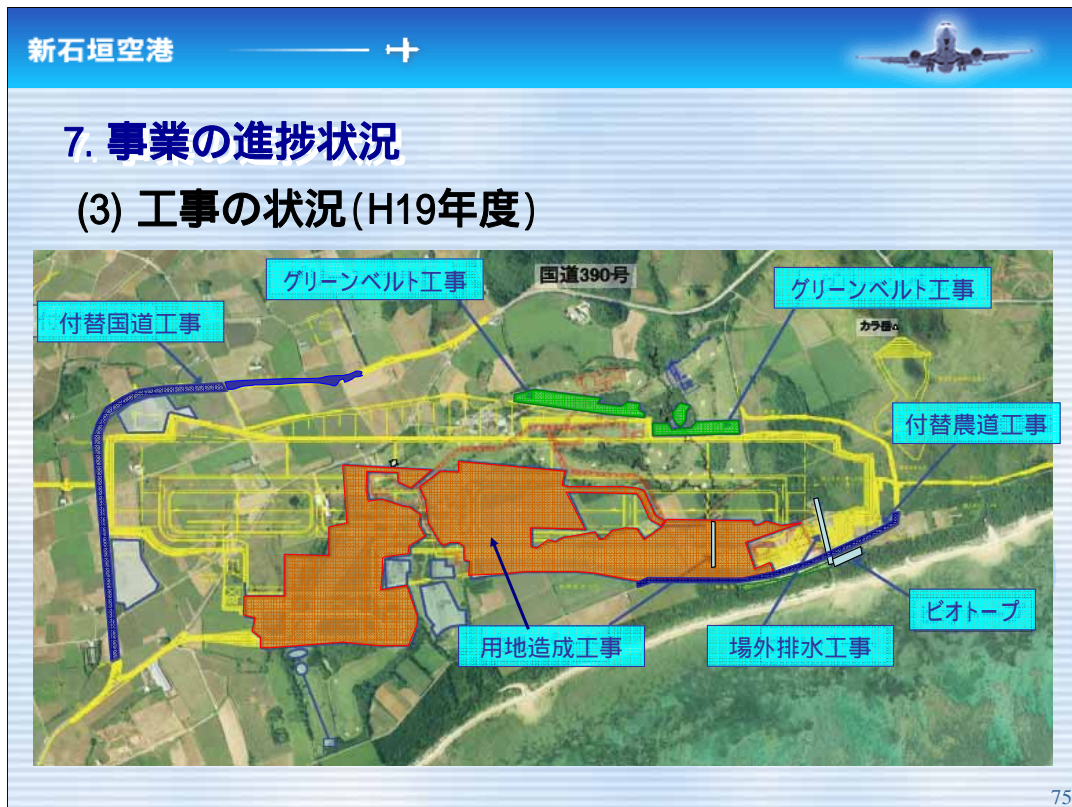 新石垣空港
7. 事業の進捗状況
(3) 工事の状況(H19年度)
グリーンベルト工事
国道390号
グリーンベルト工事
付替国道工事
カラ岳
付替農道工事
ビオトープ
用地造成工事
場外排水工事
75